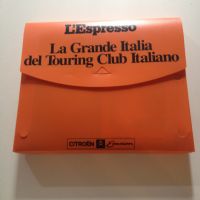 L'Espresso
La Grande Italia
del Touring Club Italiano
CITROËN